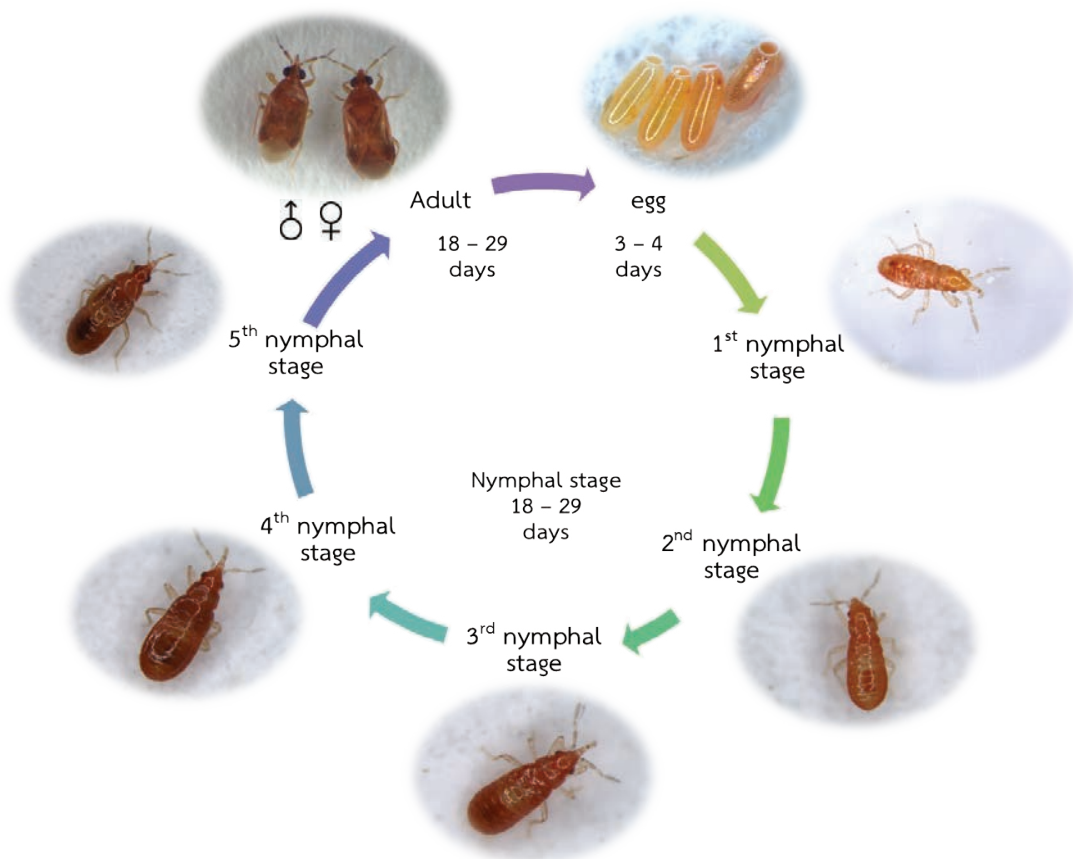 Adult
18 – 29
days
egg
3 – 4
days
1st nymphal
stage
2nd nymphal
stage
3rd nymphal
stage
4th nymphal
stage
5th nymphal
stage
♂ ♀
Nymphal stage
18 – 29
days